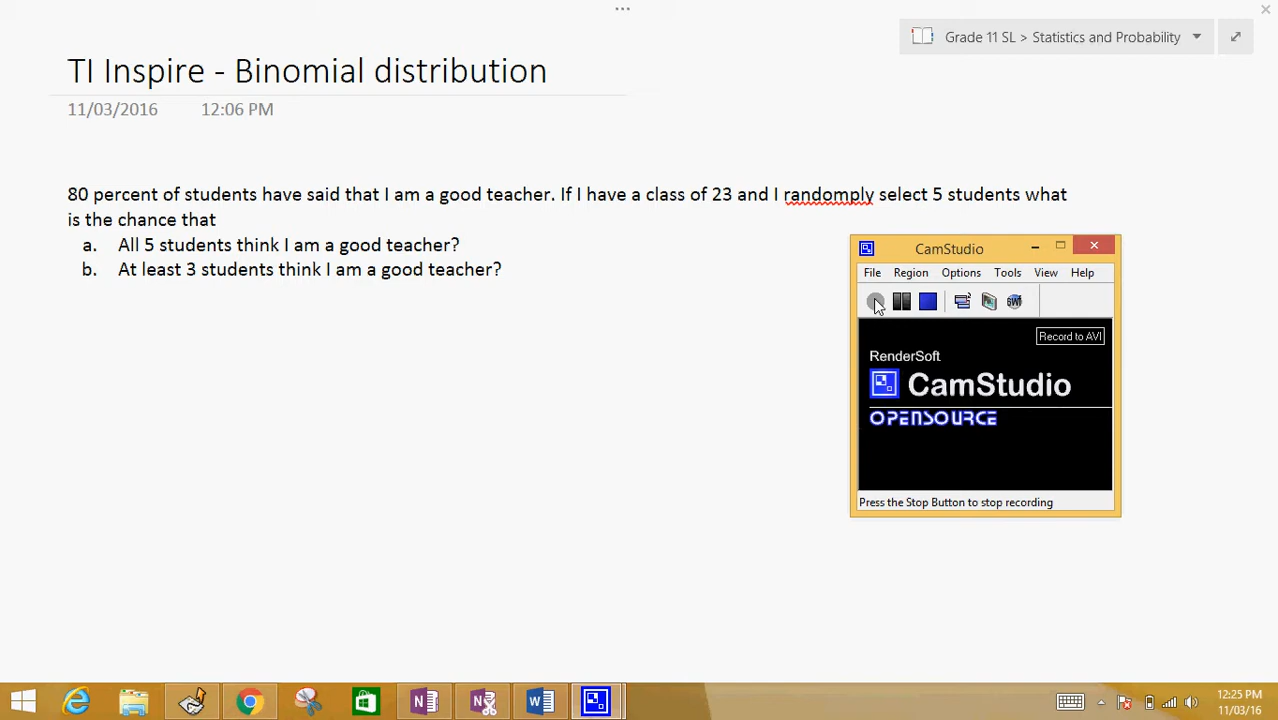 Grade 11 SL > Statistics and Probability
TI Inspire - Binomial distribution
11/03/2016 12:06 PM
80 percent of students have said that I am a good teacher. If I have a class of 23 and I randomply select 5 students what
is the chance that
a. All 5 students think I am a good teacher?
b. At least 3 students think I am a good teacher?
CamStudio
File Region Options Tools View Help
Record to AVI
RenderSoft
CamStudio
OPENSOURCE
Press the Stop Button to stop recording
12:25 PM
11/03/16